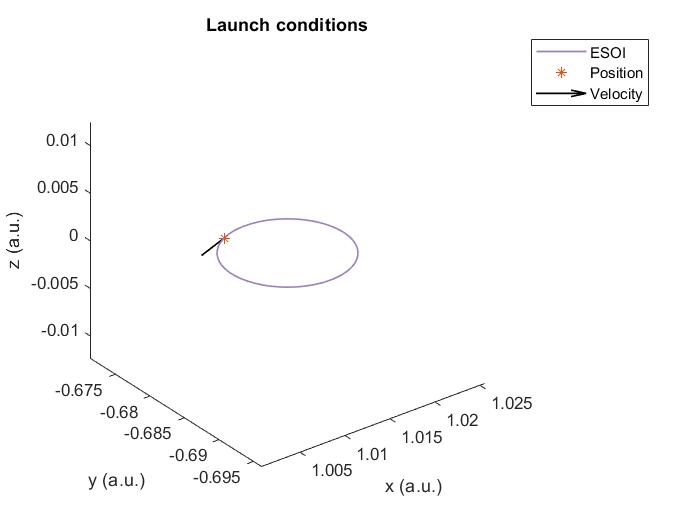 Launch conditions
ESOI
Position
Velocity
0.01
0.005
0
-0.005
-0.01
z (a.u.)
-0.675
-0.68
-0.685
-0.69
-0.695
y (a.u.)
1.005
1.01
1.015
1.02
1.025
x (a.u.)